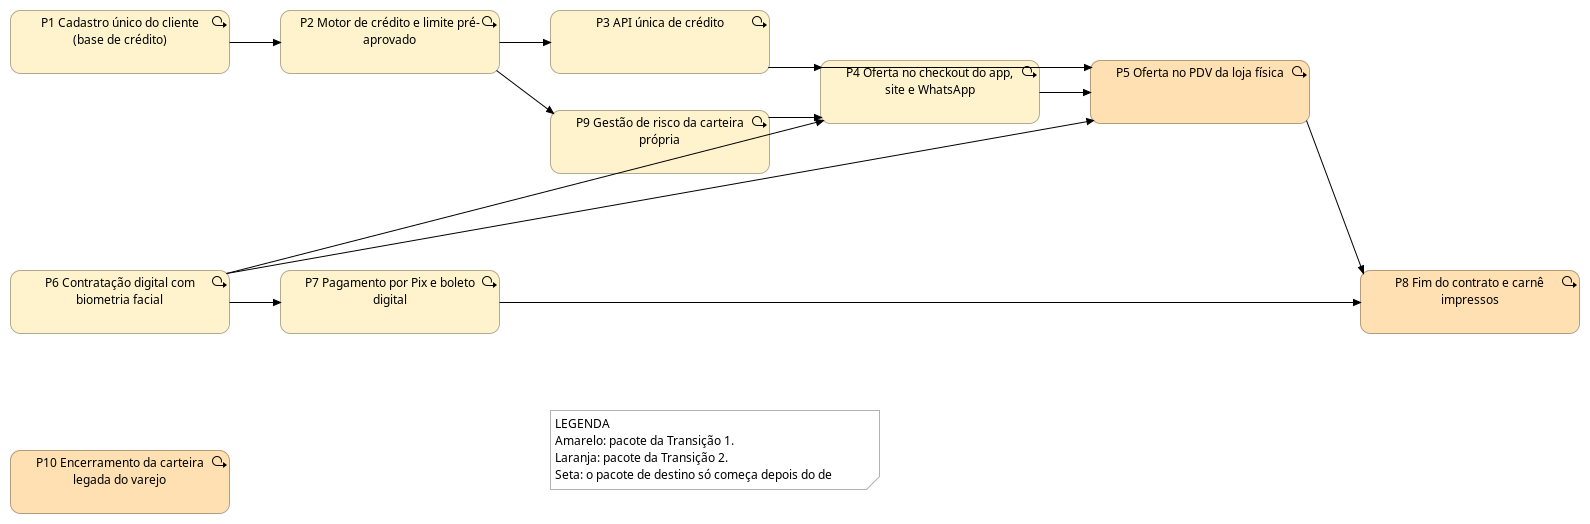 P1 Cadastro único do cliente
(base de crédito)
P2 Motor de crédito e limite pré-
aprovado
P3 API única de crédito
P4 Oferta no checkout do app,
site e WhatsApp
P5 Oferta no PDV da loja física
P9 Gestão de risco da carteira
própria
P6 Contratação digital com
biometria facial
P7 Pagamento por Pix e boleto
digital
P8 Fim do contrato e carnê
impressos
P10 Encerramento da carteira
legada do varejo
LEGENDA
Amarelo: pacote da Transição 1.
Laranja: pacote da Transição 2.
Seta: o pacote de destino só começa depois do de